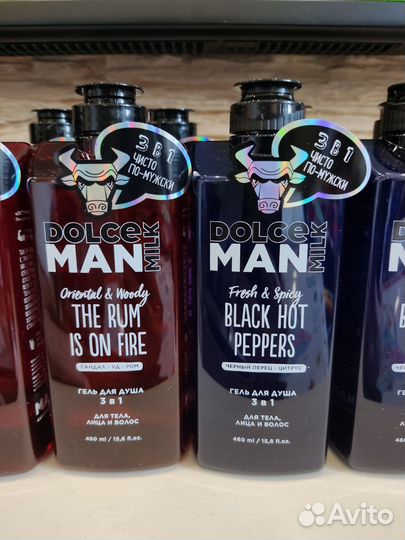 3 в 1
чисто
по-мужски
DOLCE
MILK
MAN
Oriental & Woody
THE RUM
IS ON FIRE
САНДАЛ - УД - РОМ
ГЕЛЬ ДЛЯ ДУША
3 в 1
ДЛЯ ТЕЛА,
ЛИЦА И ВОЛОС
460 ml / 15,6 fl.oz.
3 в 1
чисто
по-мужски
DOLCE
MILK
MAN
Fresh & Spicy
BLACK HOT
PEPPERS
ЧЕРНЫЙ ПЕРЕЦ - ЦИТРУС
ГЕЛЬ ДЛЯ ДУША
3 в 1
ДЛЯ ТЕЛА,
ЛИЦА И ВОЛОС
460 ml / 15,6 fl.oz.
Avito